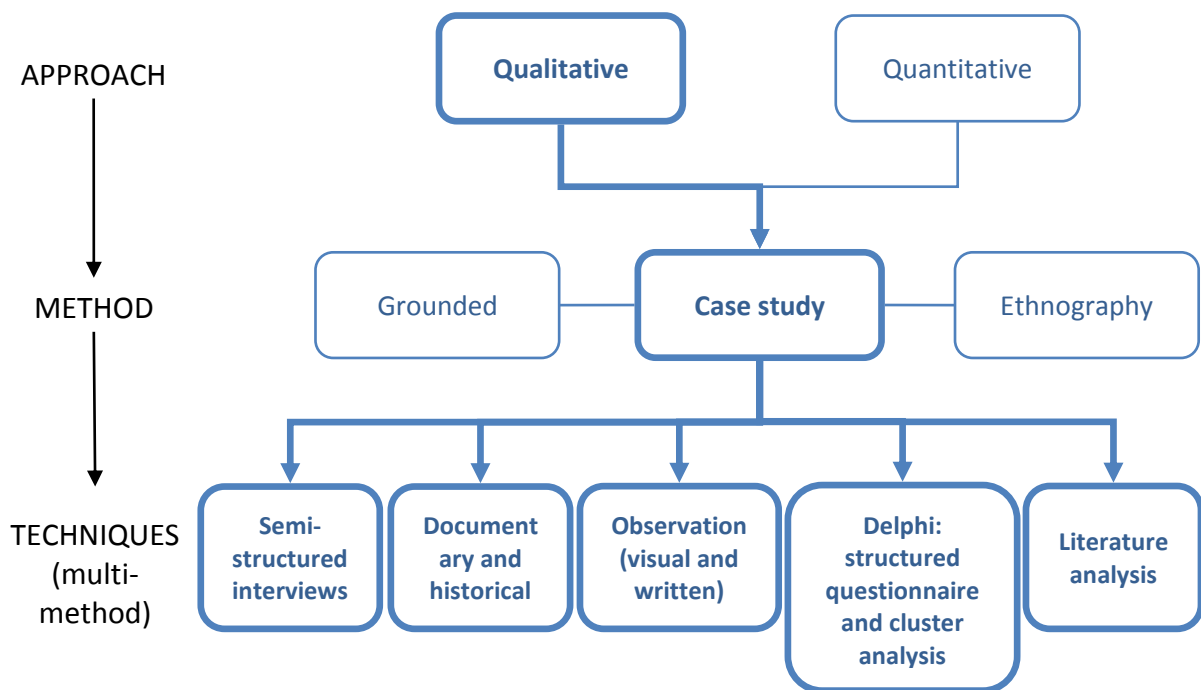 APPROACH
Qualitative
Quantitative
METHOD
Grounded
Case study
Ethnography
TECHNIQUES
(multi-
method)
Semi-
structured
interviews
Document
ary and
historical
Observation
(visual and
written)
Delphi:
structured
questionnaire
and cluster
analysis
Literature
analysis